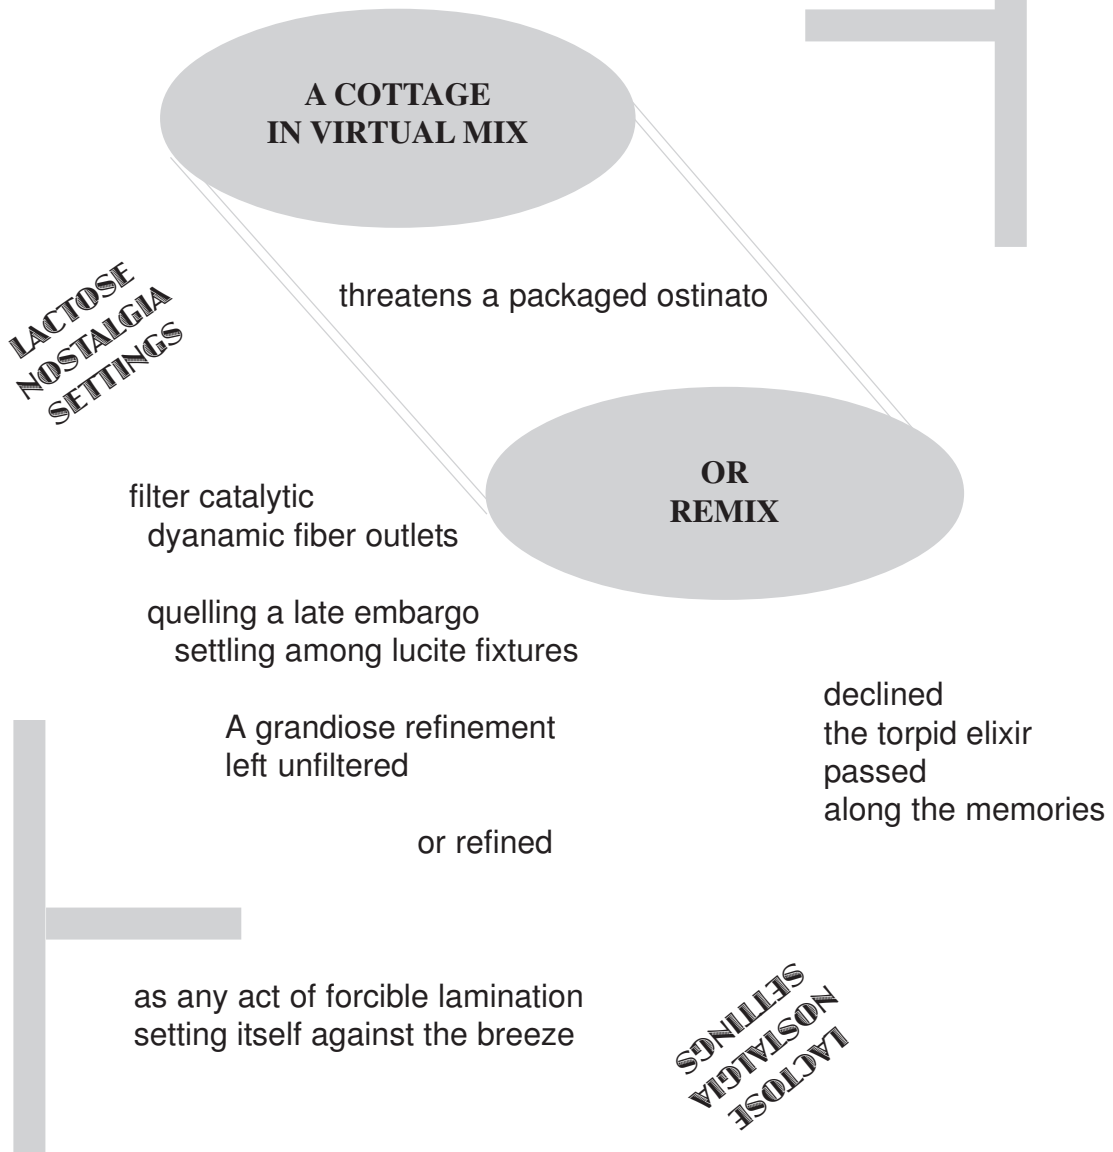 A COTTAGE
IN VIRTUAL MIX
LACTOSE
NOSTALGIA
SETTINGS
threatens a packaged ostinato
OR
REMIX
filter catalytic
dyanamic fiber outlets
quelling a late embargo
settling among lucite fixtures
A grandiose refinement
left unfiltered
or refined
declined
the torpid elixir
passed
along the memories
as any act of forcible lamination
setting itself against the breeze
LACTOSE
NOSTALGIA
SETTINGS